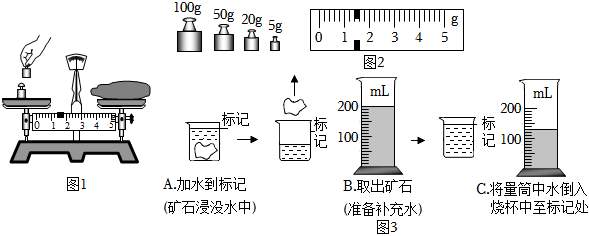 100g 50g 20g 5g
0 1 2 3 4 5 g
图2
0 1 2 3 4 5
图1
标记
标记
mL
200
100
标记
mL
200
100
A.加水到标记
(矿石浸没水中)
B.取出矿石
(准备补充水)
C.将量筒中水倒入
烧杯中至标记处
图3